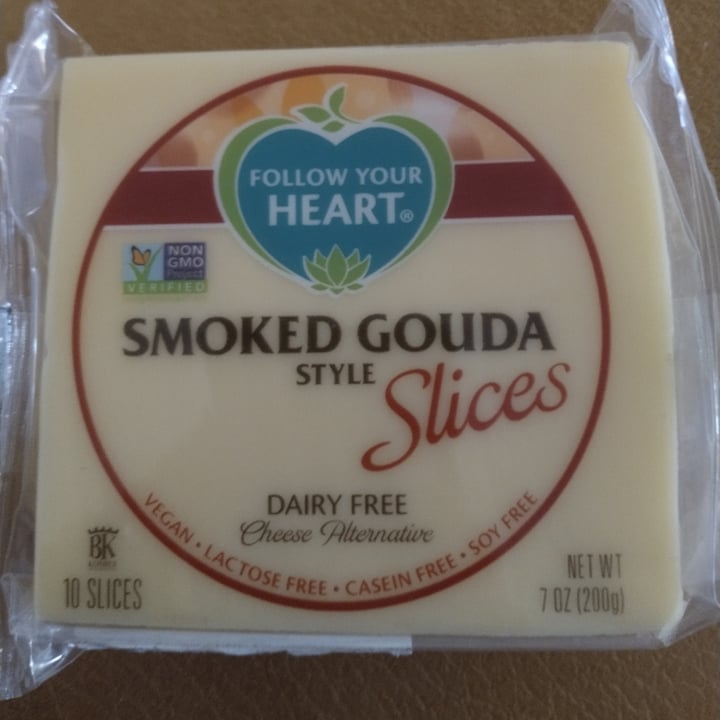 FOLLOW YOUR
HEART®
NON
GMO
Project
VERIFIED
SMOKED GOUDA
STYLE
Slices
DAIRY FREE
Cheese Alternative
VEGAN • LACTOSE FREE • CASEIN FREE • SOY FREE
BK
10 SLICES
NET WT
7 OZ (200g)